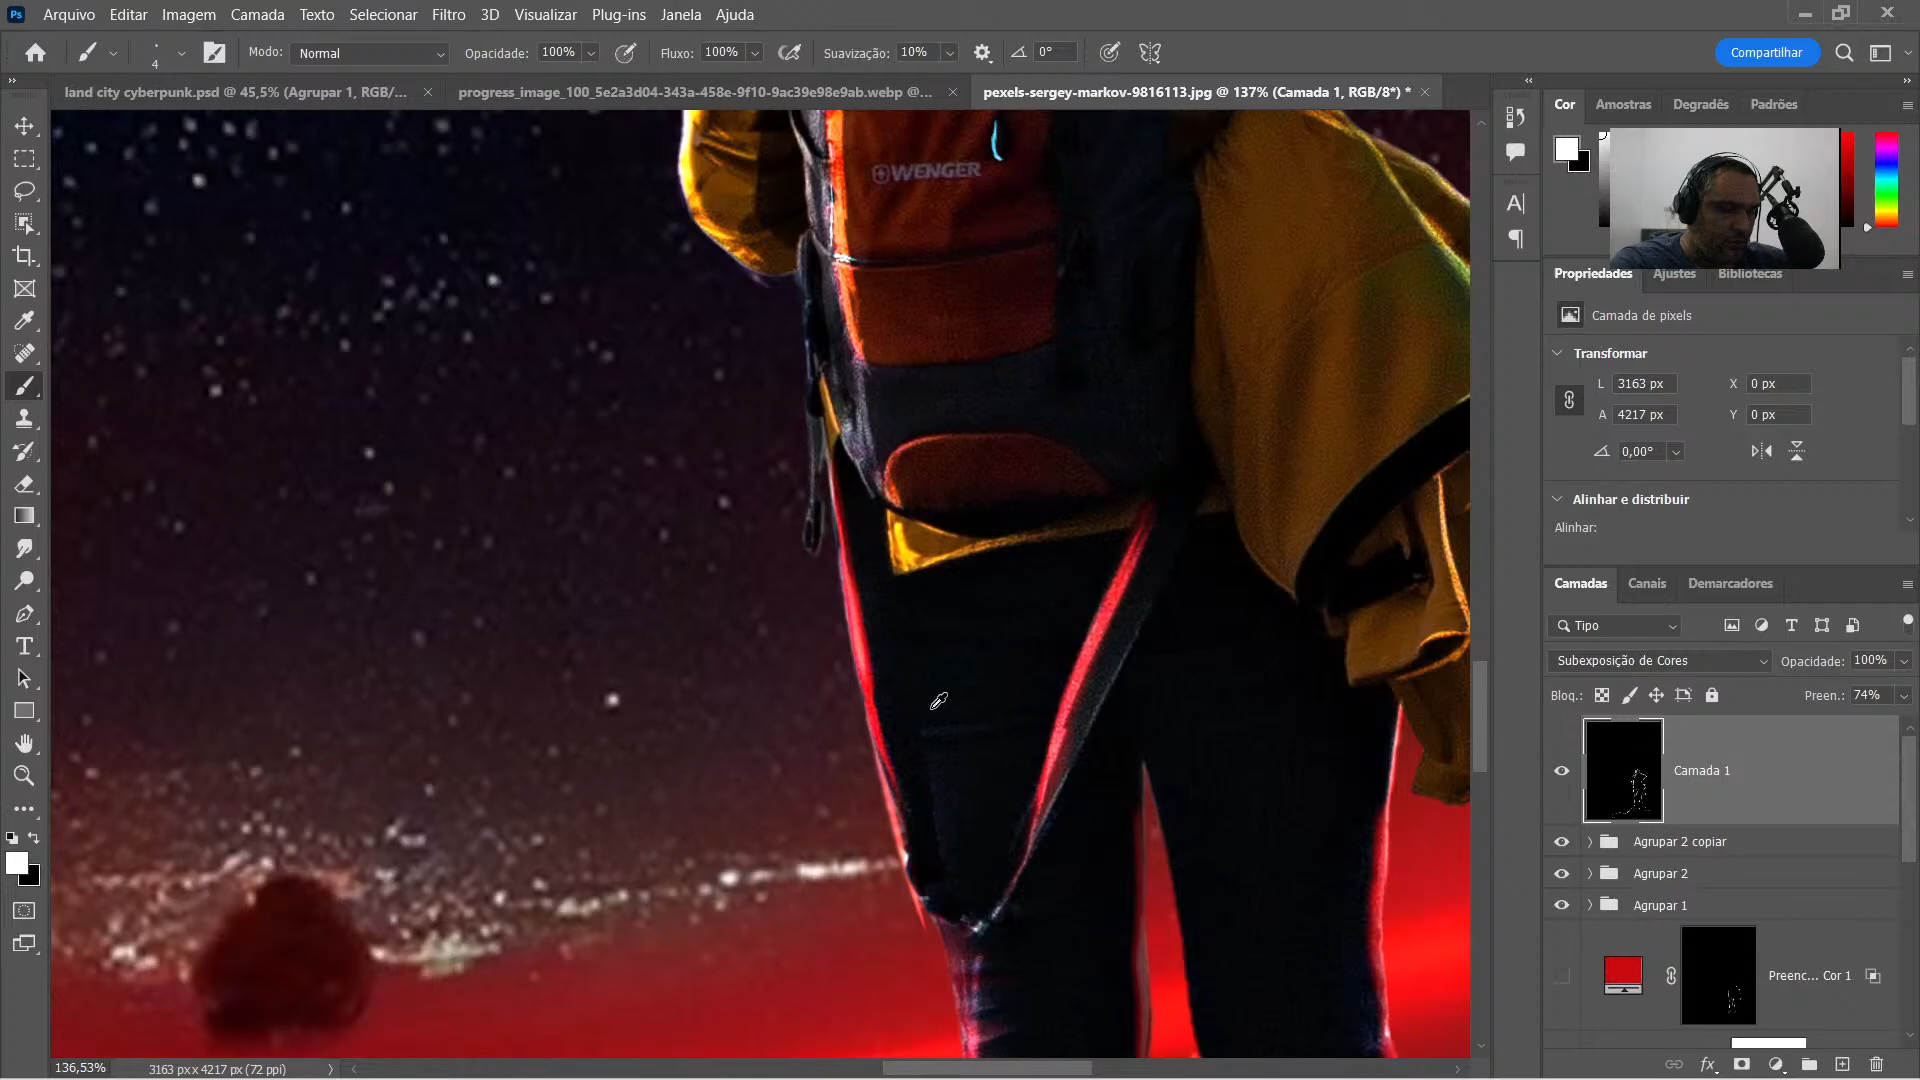 Ps Arquivo Editar Imagem Camada Texto Selecionar Filtro 3D Visualizar Plug-ins Janela Ajuda
4 Modo: Normal Opacidade: 100% Fluxo: 100% Suavização: 10% 0° Compartilhar
land city cyberpunk.psd @ 45,5% (Agrupar 1, RGB/...
progress_image_100_5e2a3d04-343a-458e-9f10-9ac39e98e9ab.webp @...
pexels-sergey-markov-9816113.jpg @ 137% (Camada 1, RGB/8*) *
Cor Amostras Degradês Padrões
WENGER
Propriedades Ajustes Bibliotecas
Camada de pixels
Transformar
L 3163 px X 0 px
A 4217 px Y 0 px
0,00°
Alinhar e distribuir
Alinhar:
Camadas Canais Demarcadores
Tipo
Subexposição de Cores Opacidade: 100%
Bloq.: Preen.: 74%
Camada 1
Agrupar 2 copiar
Agrupar 2
Agrupar 1
Preenc... Cor 1
136,53% 3163 px x 4217 px (72 ppi)